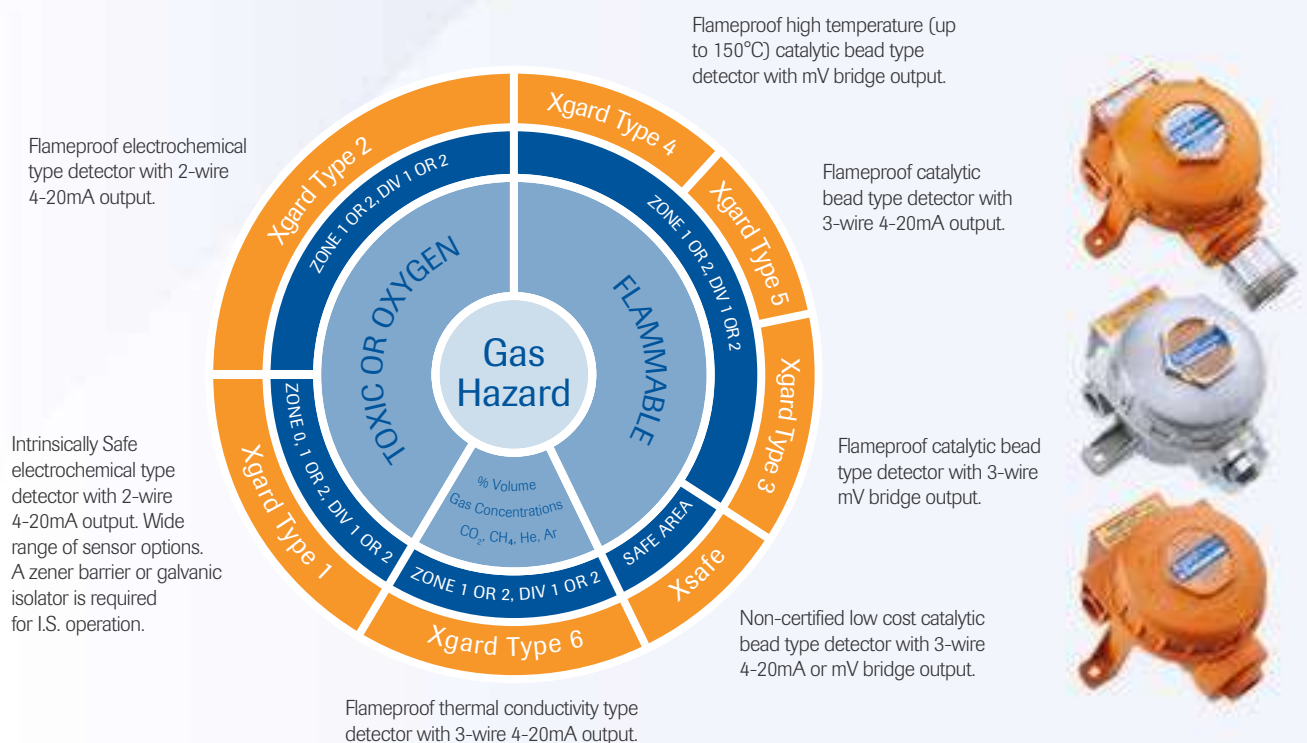 Flameproof high temperature (up
to 150°C) catalytic bead type
detector with mV bridge output.
Flameproof electrochemical
type detector with 2-wire
4-20mA output.
Flameproof catalytic
bead type detector with
3-wire 4-20mA output.
Xgard Type 2
Xgard Type 4
Xgard Type 5
ZONE 1 OR 2, DIV 1 OR 2
ZONE 1 OR 2, DIV 1 OR 2
TOXIC OR OXYGEN
FLAMMABLE
Gas
Hazard
Xgard Type 3
Flameproof catalytic bead
type detector with 3-wire
mV bridge output.
Intrinsically Safe
electrochemical type
detector with 2-wire
4-20mA output. Wide
range of sensor options.
A zener barrier or galvanic
isolator is required
for I.S. operation.
Xgard Type 1
ZONE 0, 1 OR 2, DIV 1 OR 2
% Volume
Gas Concentrations
CO₂, CH₄, He, Ar
ZONE 1 OR 2, DIV 1 OR 2
SAFE AREA
Xsafe
Xgard Type 6
Non-certified low cost catalytic
bead type detector with 3-wire
4-20mA or mV bridge output.
Flameproof thermal conductivity type
detector with 3-wire 4-20mA output.